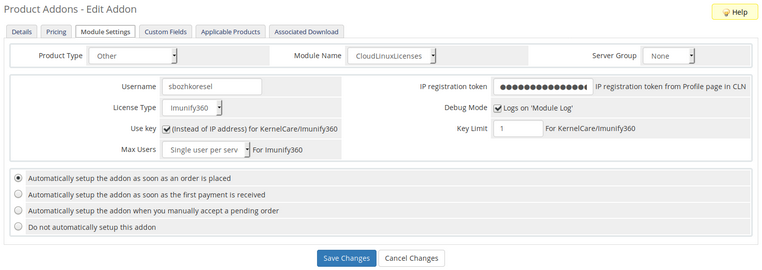 Product Addons - Edit Addon
Help
Details Pricing Module Settings Custom Fields Applicable Products Associated Download
Product Type Other Module Name CloudLinuxLicenses Server Group None
Username sbozhkoresel IP registration token ●●●●●●●●●●●●●●● IP registration token from Profile page in CLN
License Type Imunify360 Debug Mode Logs on 'Module Log'
Use key (Instead of IP address) for KernelCare/Imunify360 Key Limit 1 For KernelCare/Imunify360
Max Users Single user per serv For Imunify360
Automatically setup the addon as soon as an order is placed
Automatically setup the addon as soon as the first payment is received
Automatically setup the addon when you manually accept a pending order
Do not automatically setup this addon
Save Changes Cancel Changes